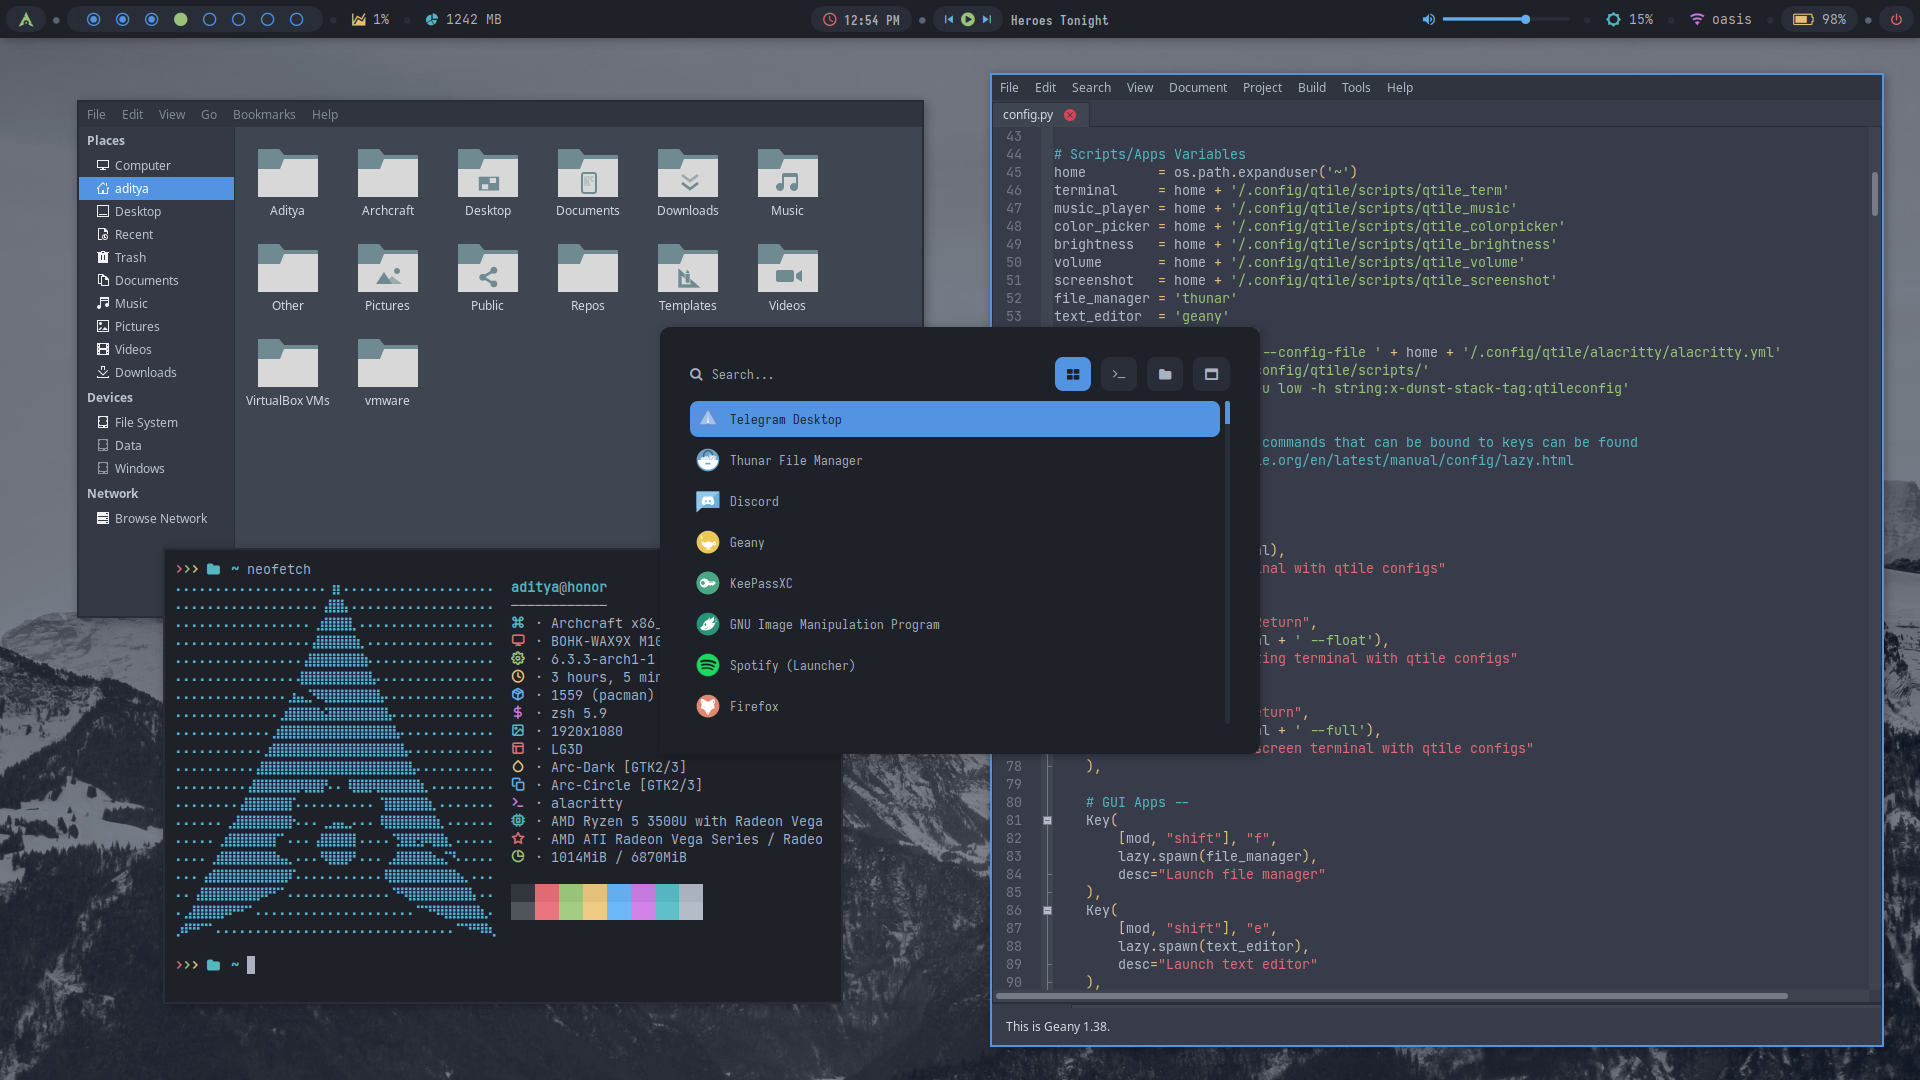 1%
1242 MB
12:54 PM
Heroes Tonight
15%
oasis
98%
File Edit View Go Bookmarks Help
Places
Computer
aditya
Desktop
Recent
Trash
Documents
Music
Pictures
Videos
Downloads
Devices
File System
Data
Windows
Network
Browse Network
Aditya
Archcraft
Desktop
Documents
Downloads
Music
Other
Pictures
Public
Repos
Templates
Videos
VirtualBox VMs
vmware
>>> ~ neofetch
aditya@honor
· Archcraft x86_
· BOHK-WAX9X M10
· 6.3.3-arch1-1
· 3 hours, 5 min
· 1559 (pacman)
· zsh 5.9
· 1920x1080
· LG3D
· Arc-Dark [GTK2/3]
· Arc-Circle [GTK2/3]
· alacritty
· AMD Ryzen 5 3500U with Radeon Vega
· AMD ATI Radeon Vega Series / Radeo
· 1014MiB / 6870MiB
>>> ~
Search...
Telegram Desktop
Thunar File Manager
Discord
Geany
KeePassXC
GNU Image Manipulation Program
Spotify (Launcher)
Firefox
File Edit Search View Document Project Build Tools Help
config.py
43
44 # Scripts/Apps Variables
45 home = os.path.expanduser('~')
46 terminal = home + '/.config/qtile/scripts/qtile_term'
47 music_player = home + '/.config/qtile/scripts/qtile_music'
48 color_picker = home + '/.config/qtile/scripts/qtile_colorpicker'
49 brightness = home + '/.config/qtile/scripts/qtile_brightness'
50 volume = home + '/.config/qtile/scripts/qtile_volume'
51 screenshot = home + '/.config/qtile/scripts/qtile_screenshot'
52 file_manager = 'thunar'
53 text_editor = 'geany'
--config-file ' + home + '/.config/qtile/alacritty/alacritty.yml'
config/qtile/scripts/'
u low -h string:x-dunst-stack-tag:qtileconfig'
commands that can be bound to keys can be found
e.org/en/latest/manual/config/lazy.html
al),
inal with qtile configs"
Return",
al + ' --float'),
ting terminal with qtile configs"
eturn",
al + ' --full'),
screen terminal with qtile configs"
78 ),
79
80 # GUI Apps --
81 Key(
82 [mod, "shift"], "f",
83 lazy.spawn(file_manager),
84 desc="Launch file manager"
85 ),
86 Key(
87 [mod, "shift"], "e",
88 lazy.spawn(text_editor),
89 desc="Launch text editor"
90 ),
This is Geany 1.38.